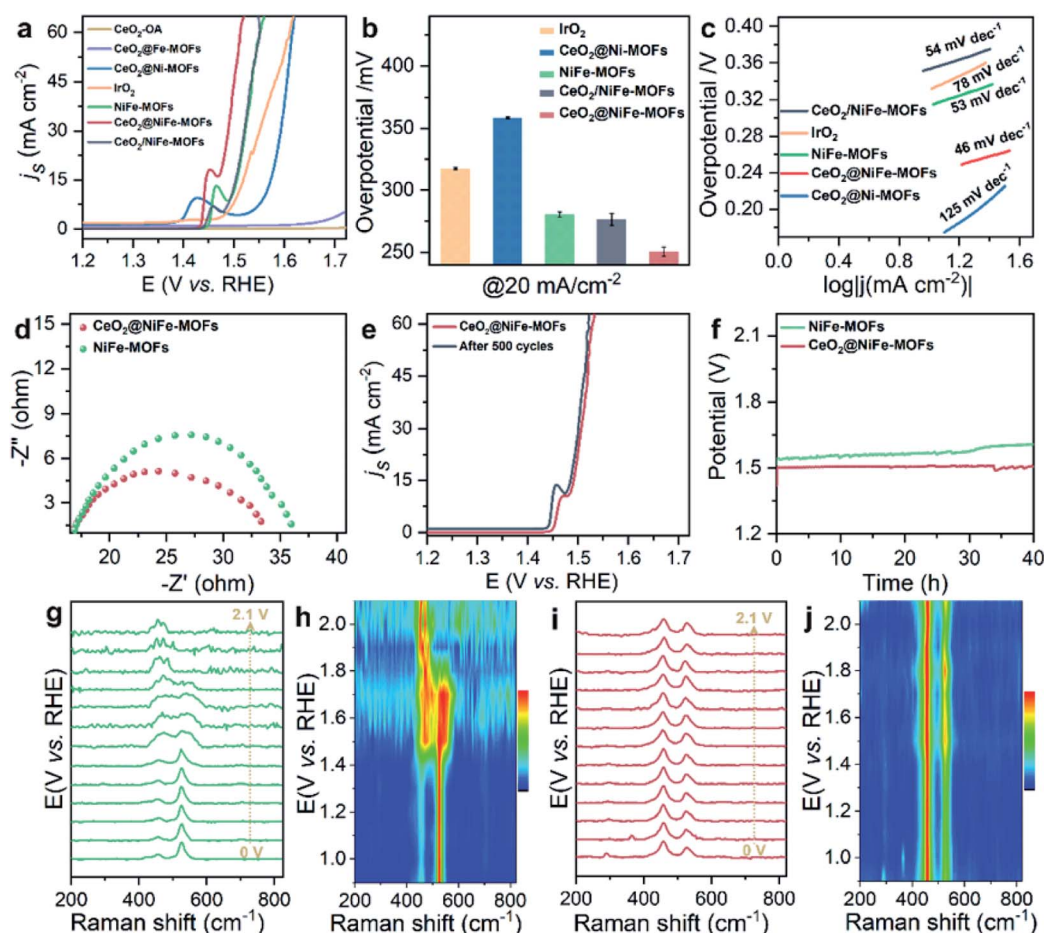 a
CeO2-OA
CeO2@Fe-MOFs
CeO2@Ni-MOFs
IrO2
NiFe-MOFs
CeO2@NiFe-MOFs
CeO2/NiFe-MOFs
60
45
30
15
0
jS (mA cm-2)
1.2 1.3 1.4 1.5 1.6 1.7
E (V vs. RHE)
b
IrO2
CeO2@Ni-MOFs
NiFe-MOFs
CeO2/NiFe-MOFs
CeO2@NiFe-MOFs
400
350
300
250
Overpotential /mV
@20 mA/cm-2
c
54 mV dec-1
78 mV dec-1
53 mV dec-1
46 mV dec-1
125 mV dec-1
CeO2/NiFe-MOFs
IrO2
NiFe-MOFs
CeO2@NiFe-MOFs
CeO2@Ni-MOFs
0.40
0.36
0.28
0.24
0.20
Overpotential /V
0.0 0.4 0.8 1.2 1.6
log|j(mA cm-2)|
d
CeO2@NiFe-MOFs
NiFe-MOFs
15
12
9
6
3
-Z'' (ohm)
20 25 30 35 40
-Z' (ohm)
e
CeO2@NiFe-MOFs
After 500 cycles
60
45
30
15
0
jS (mA cm-2)
1.2 1.3 1.4 1.5 1.6 1.7
E (V vs. RHE)
f
NiFe-MOFs
CeO2@NiFe-MOFs
2.1
1.8
1.5
1.2
Potential (V)
0 10 20 30 40
Time (h)
g
2.1 V
0 V
E(V vs. RHE)
200 400 600 800
Raman shift (cm-1)
h
2.0
1.8
1.6
1.4
1.2
1.0
E(V vs. RHE)
200 400 600 800
Raman shift (cm-1)
i
2.1 V
0 V
E(V vs. RHE)
200 400 600 800
Raman shift (cm-1)
j
2.0
1.8
1.6
1.4
1.2
1.0
E(V vs. RHE)
200 400 600 800
Raman shift (cm-1)